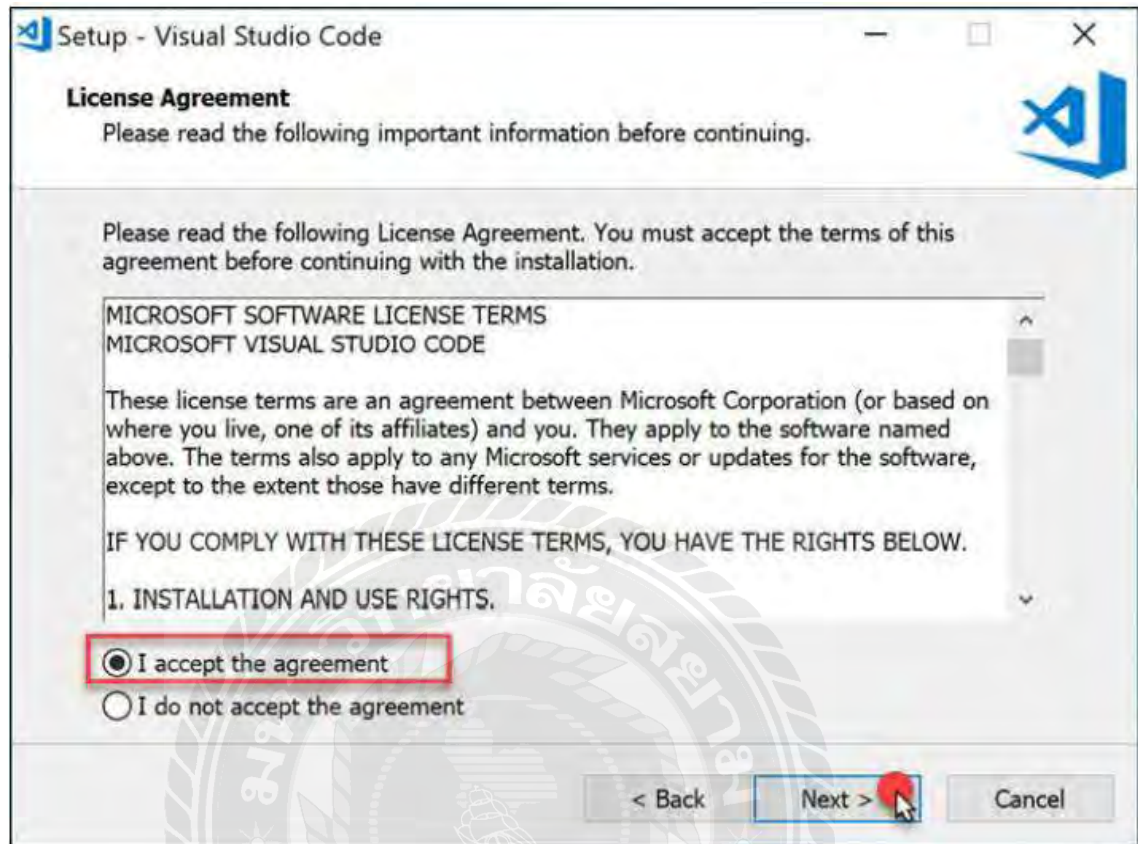 Setup - Visual Studio Code
License Agreement
Please read the following important information before continuing.
Please read the following License Agreement. You must accept the terms of this
agreement before continuing with the installation.
MICROSOFT SOFTWARE LICENSE TERMS
MICROSOFT VISUAL STUDIO CODE
These license terms are an agreement between Microsoft Corporation (or based on
where you live, one of its affiliates) and you. They apply to the software named
above. The terms also apply to any Microsoft services or updates for the software,
except to the extent those have different terms.
IF YOU COMPLY WITH THESE LICENSE TERMS, YOU HAVE THE RIGHTS BELOW.
1. INSTALLATION AND USE RIGHTS.
I accept the agreement
I do not accept the agreement
< Back
Next >
Cancel